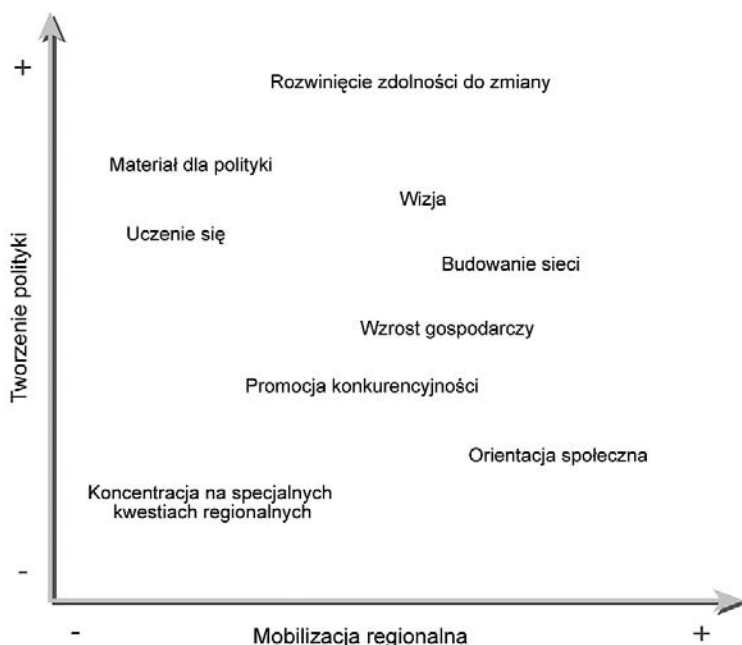 +
Rozwinięcie zdolności do zmiany
Materiał dla polityki
Wizja
Uczenie się
Budowanie sieci
Tworzenie polityki
Wzrost gospodarczy
Promocja konkurencyjności
Orientacja społeczna
Koncentracja na specjalnych
kwestiach regionalnych
-
-
Mobilizacja regionalna
+